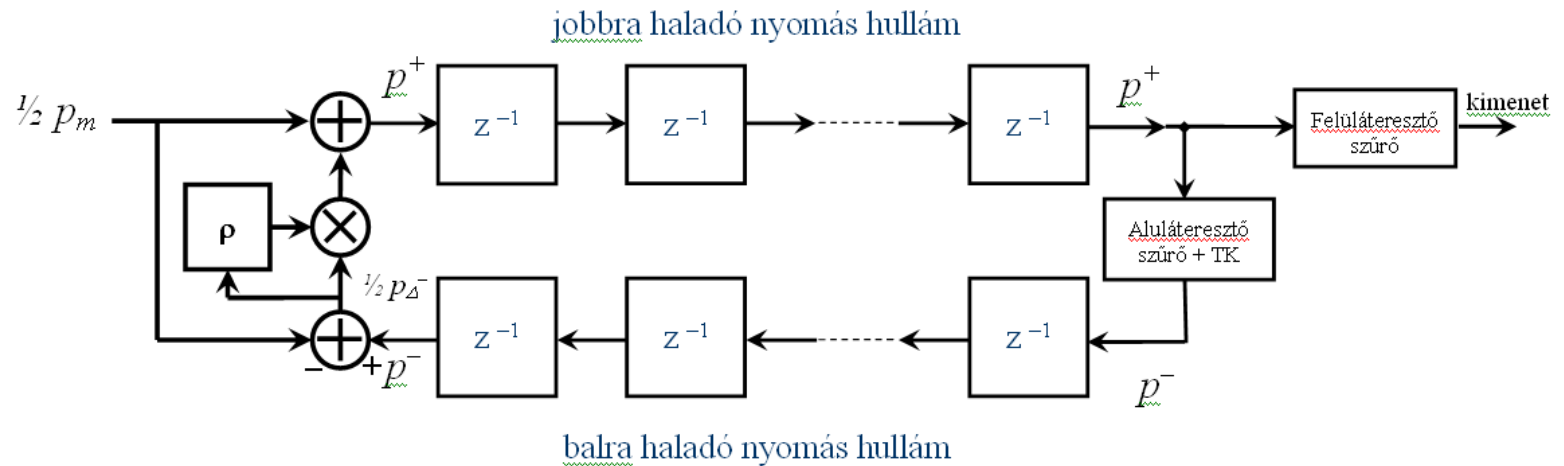 jobbra haladó nyomás hullám
½ pm
p+
z −1
z −1
z −1
p+
Felüláteresztő
szűrő
kimenet
ρ
Aluláteresztő
szűrő + TK
½ pΔ−
− + p−
z −1
z −1
z −1
p−
balra haladó nyomás hullám